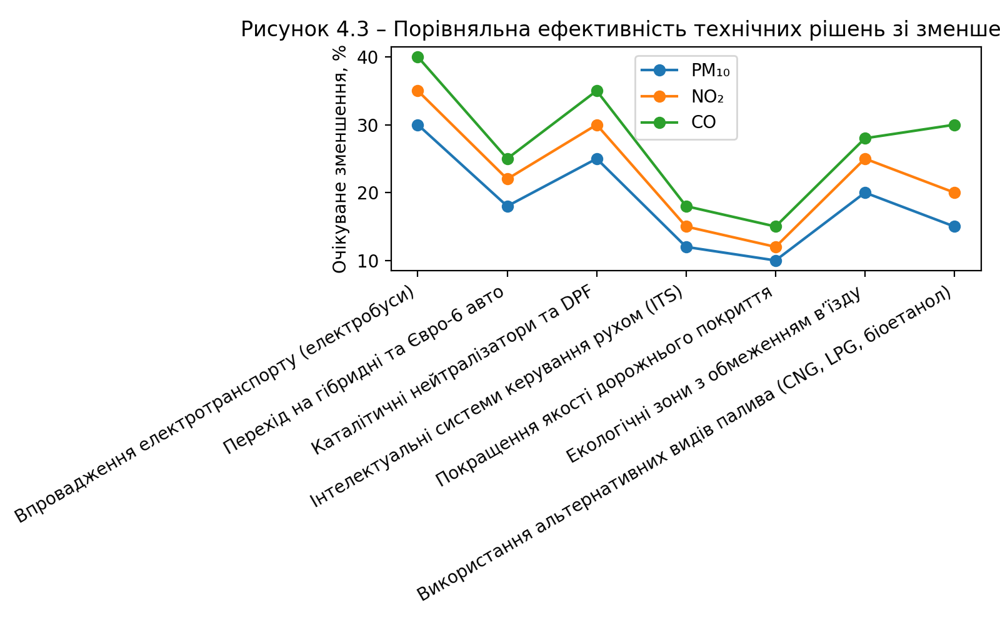 Рисунок 4.3 – Порівняльна ефективність технічних рішень зі зменше
Очікуване зменшення, %
40
30
20
10
PM₁₀
NO₂
CO
Впровадження електротранспорту (електробуси)
Перехід на гібридні та Євро-6 авто
Каталітичні нейтралізатори та DPF
Інтелектуальні системи керування рухом (ITS)
Покращення якості дорожнього покриття
Екологічні зони з обмеженням в’їзду
Використання альтернативних видів палива (CNG, LPG, біоетанол)